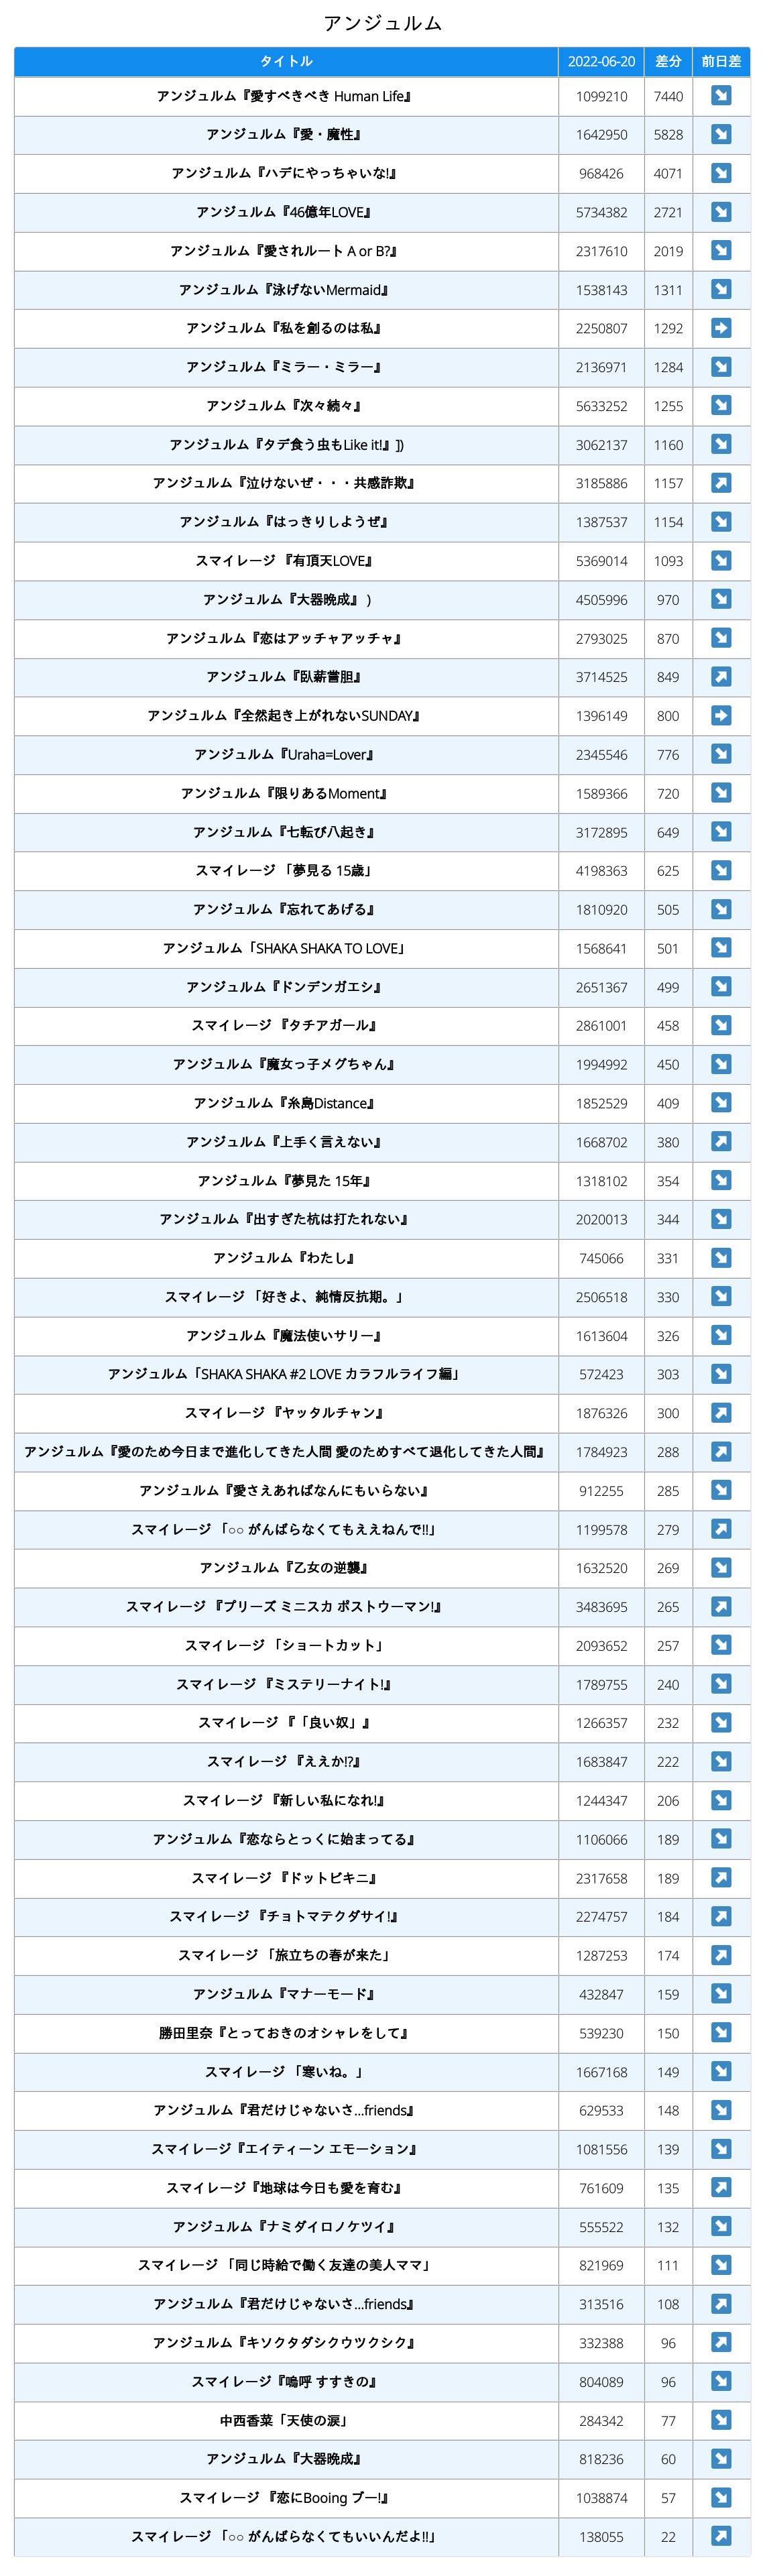 アンジュルム
タイトル 2022-06-20 差分 前日差
アンジュルム『愛すべきべき Human Life』 1099210 7440 ↘
アンジュルム『愛・魔性』 1642950 5828 ↘
アンジュルム『ハデにやっちゃいな!』 968426 4071 ↘
アンジュルム『46億年LOVE』 5734382 2721 ↘
アンジュルム『愛されルート A or B?』 2317610 2019 ↘
アンジュルム『泳げないMermaid』 1538143 1311 ↘
アンジュルム『私を創るのは私』 2250807 1292 ➡
アンジュルム『ミラー・ミラー』 2136971 1284 ↘
アンジュルム『次々続々』 5633252 1255 ↘
アンジュルム『タデ食う虫もLike it!』]) 3062137 1160 ↘
アンジュルム『泣けないぜ・・・共感詐欺』 3185886 1157 ↗
アンジュルム『はっきりしようぜ』 1387537 1154 ↘
スマイレージ 『有頂天LOVE』 5369014 1093 ↘
アンジュルム『大器晩成』 ) 4505996 970 ↘
アンジュルム『恋はアッチャアッチャ』 2793025 870 ↘
アンジュルム『臥薪嘗胆』 3714525 849 ↗
アンジュルム『全然起き上がれないSUNDAY』 1396149 800 ➡
アンジュルム『Uraha=Lover』 2345546 776 ↘
アンジュルム『限りあるMoment』 1589366 720 ↘
アンジュルム『七転び八起き』 3172895 649 ↘
スマイレージ 「夢見る 15歳」 4198363 625 ↘
アンジュルム『忘れてあげる』 1810920 505 ↘
アンジュルム「SHAKA SHAKA TO LOVE」 1568641 501 ↘
アンジュルム『ドンデンガエシ』 2651367 499 ↘
スマイレージ 『タチアガール』 2861001 458 ↘
アンジュルム『魔女っ子メグちゃん』 1994992 450 ↘
アンジュルム『糸島Distance』 1852529 409 ↘
アンジュルム『上手く言えない』 1668702 380 ↗
アンジュルム『夢見た 15年』 1318102 354 ↘
アンジュルム『出すぎた杭は打たれない』 2020013 344 ↘
アンジュルム『わたし』 745066 331 ↘
スマイレージ 「好きよ、純情反抗期。」 2506518 330 ↘
アンジュルム『魔法使いサリー』 1613604 326 ↘
アンジュルム「SHAKA SHAKA #2 LOVE カラフルライフ編」 572423 303 ↘
スマイレージ 『ヤッタルチャン』 1876326 300 ↗
アンジュルム『愛のため今日まで進化してきた人間 愛のためすべて退化してきた人間』 1784923 288 ↗
アンジュルム『愛さえあればなんにもいらない』 912255 285 ↘
スマイレージ 「○○ がんばらなくてもええねんで!!」 1199578 279 ↗
アンジュルム『乙女の逆襲』 1632520 269 ↘
スマイレージ 『プリーズ ミニスカ ポストウーマン!』 3483695 265 ↗
スマイレージ 「ショートカット」 2093652 257 ↘
スマイレージ 『ミステリーナイト!』 1789755 240 ↘
スマイレージ 『「良い奴」』 1266357 232 ↘
スマイレージ 『ええか!?』 1683847 222 ↘
スマイレージ 『新しい私になれ!』 1244347 206 ↘
アンジュルム『恋ならとっくに始まってる』 1106066 189 ↘
スマイレージ 『ドットビキニ』 2317658 189 ↗
スマイレージ 『チョトマテクダサイ!』 2274757 184 ↗
スマイレージ 「旅立ちの春が来た」 1287253 174 ↗
アンジュルム『マナーモード』 432847 159 ↘
勝田里奈『とっておきのオシャレをして』 539230 150 ↘
スマイレージ 「寒いね。」 1667168 149 ↘
アンジュルム『君だけじゃないさ...friends』 629533 148 ↘
スマイレージ『エイティーン エモーション』 1081556 139 ↘
スマイレージ『地球は今日も愛を育む』 761609 135 ↗
アンジュルム『ナミダイロノケツイ』 555522 132 ↘
スマイレージ 「同じ時給で働く友達の美人ママ」 821969 111 ↘
アンジュルム『君だけじゃないさ...friends』 313516 108 ↗
アンジュルム『キソクタダシクウツクシク』 332388 96 ↗
スマイレージ『嗚呼 すすきの』 804089 96 ↘
中西香菜「天使の涙」 284342 77 ↘
アンジュルム『大器晩成』 818236 60 ↘
スマイレージ 『恋にBooing ブー!』 1038874 57 ↘
スマイレージ 「○○ がんばらなくてもいいんだよ!!」 138055 22 ↗